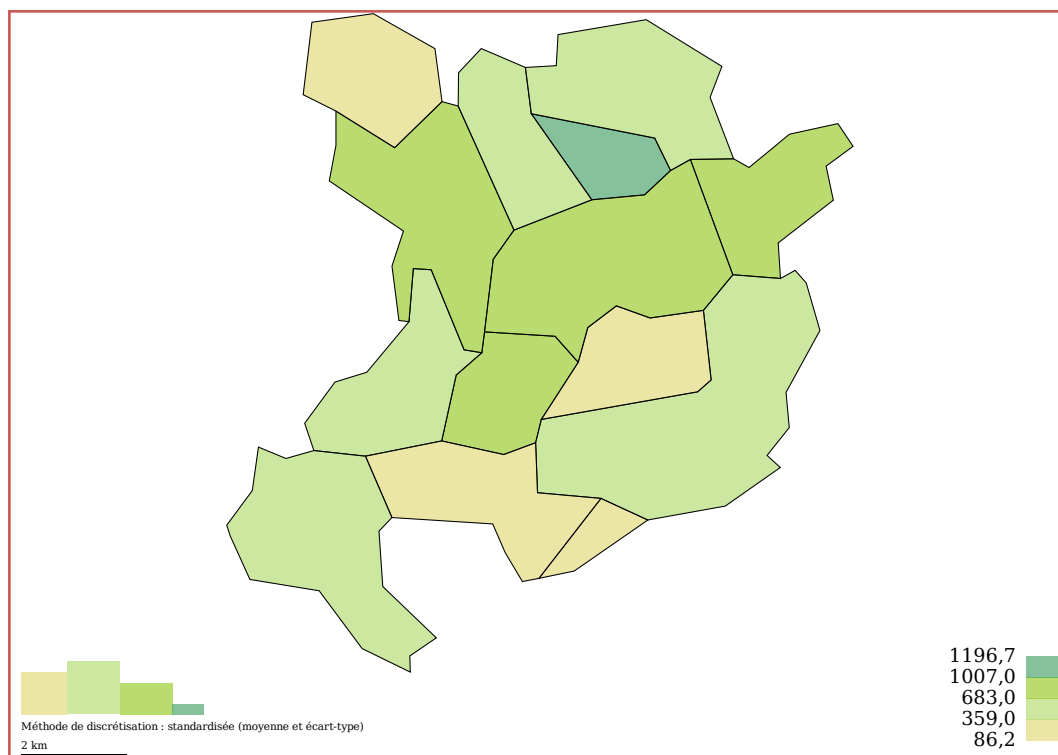 1196,7
1007,0
683,0
359,0
86,2
Méthode de discrétisation : standardisée (moyenne et écart-type)
2 km